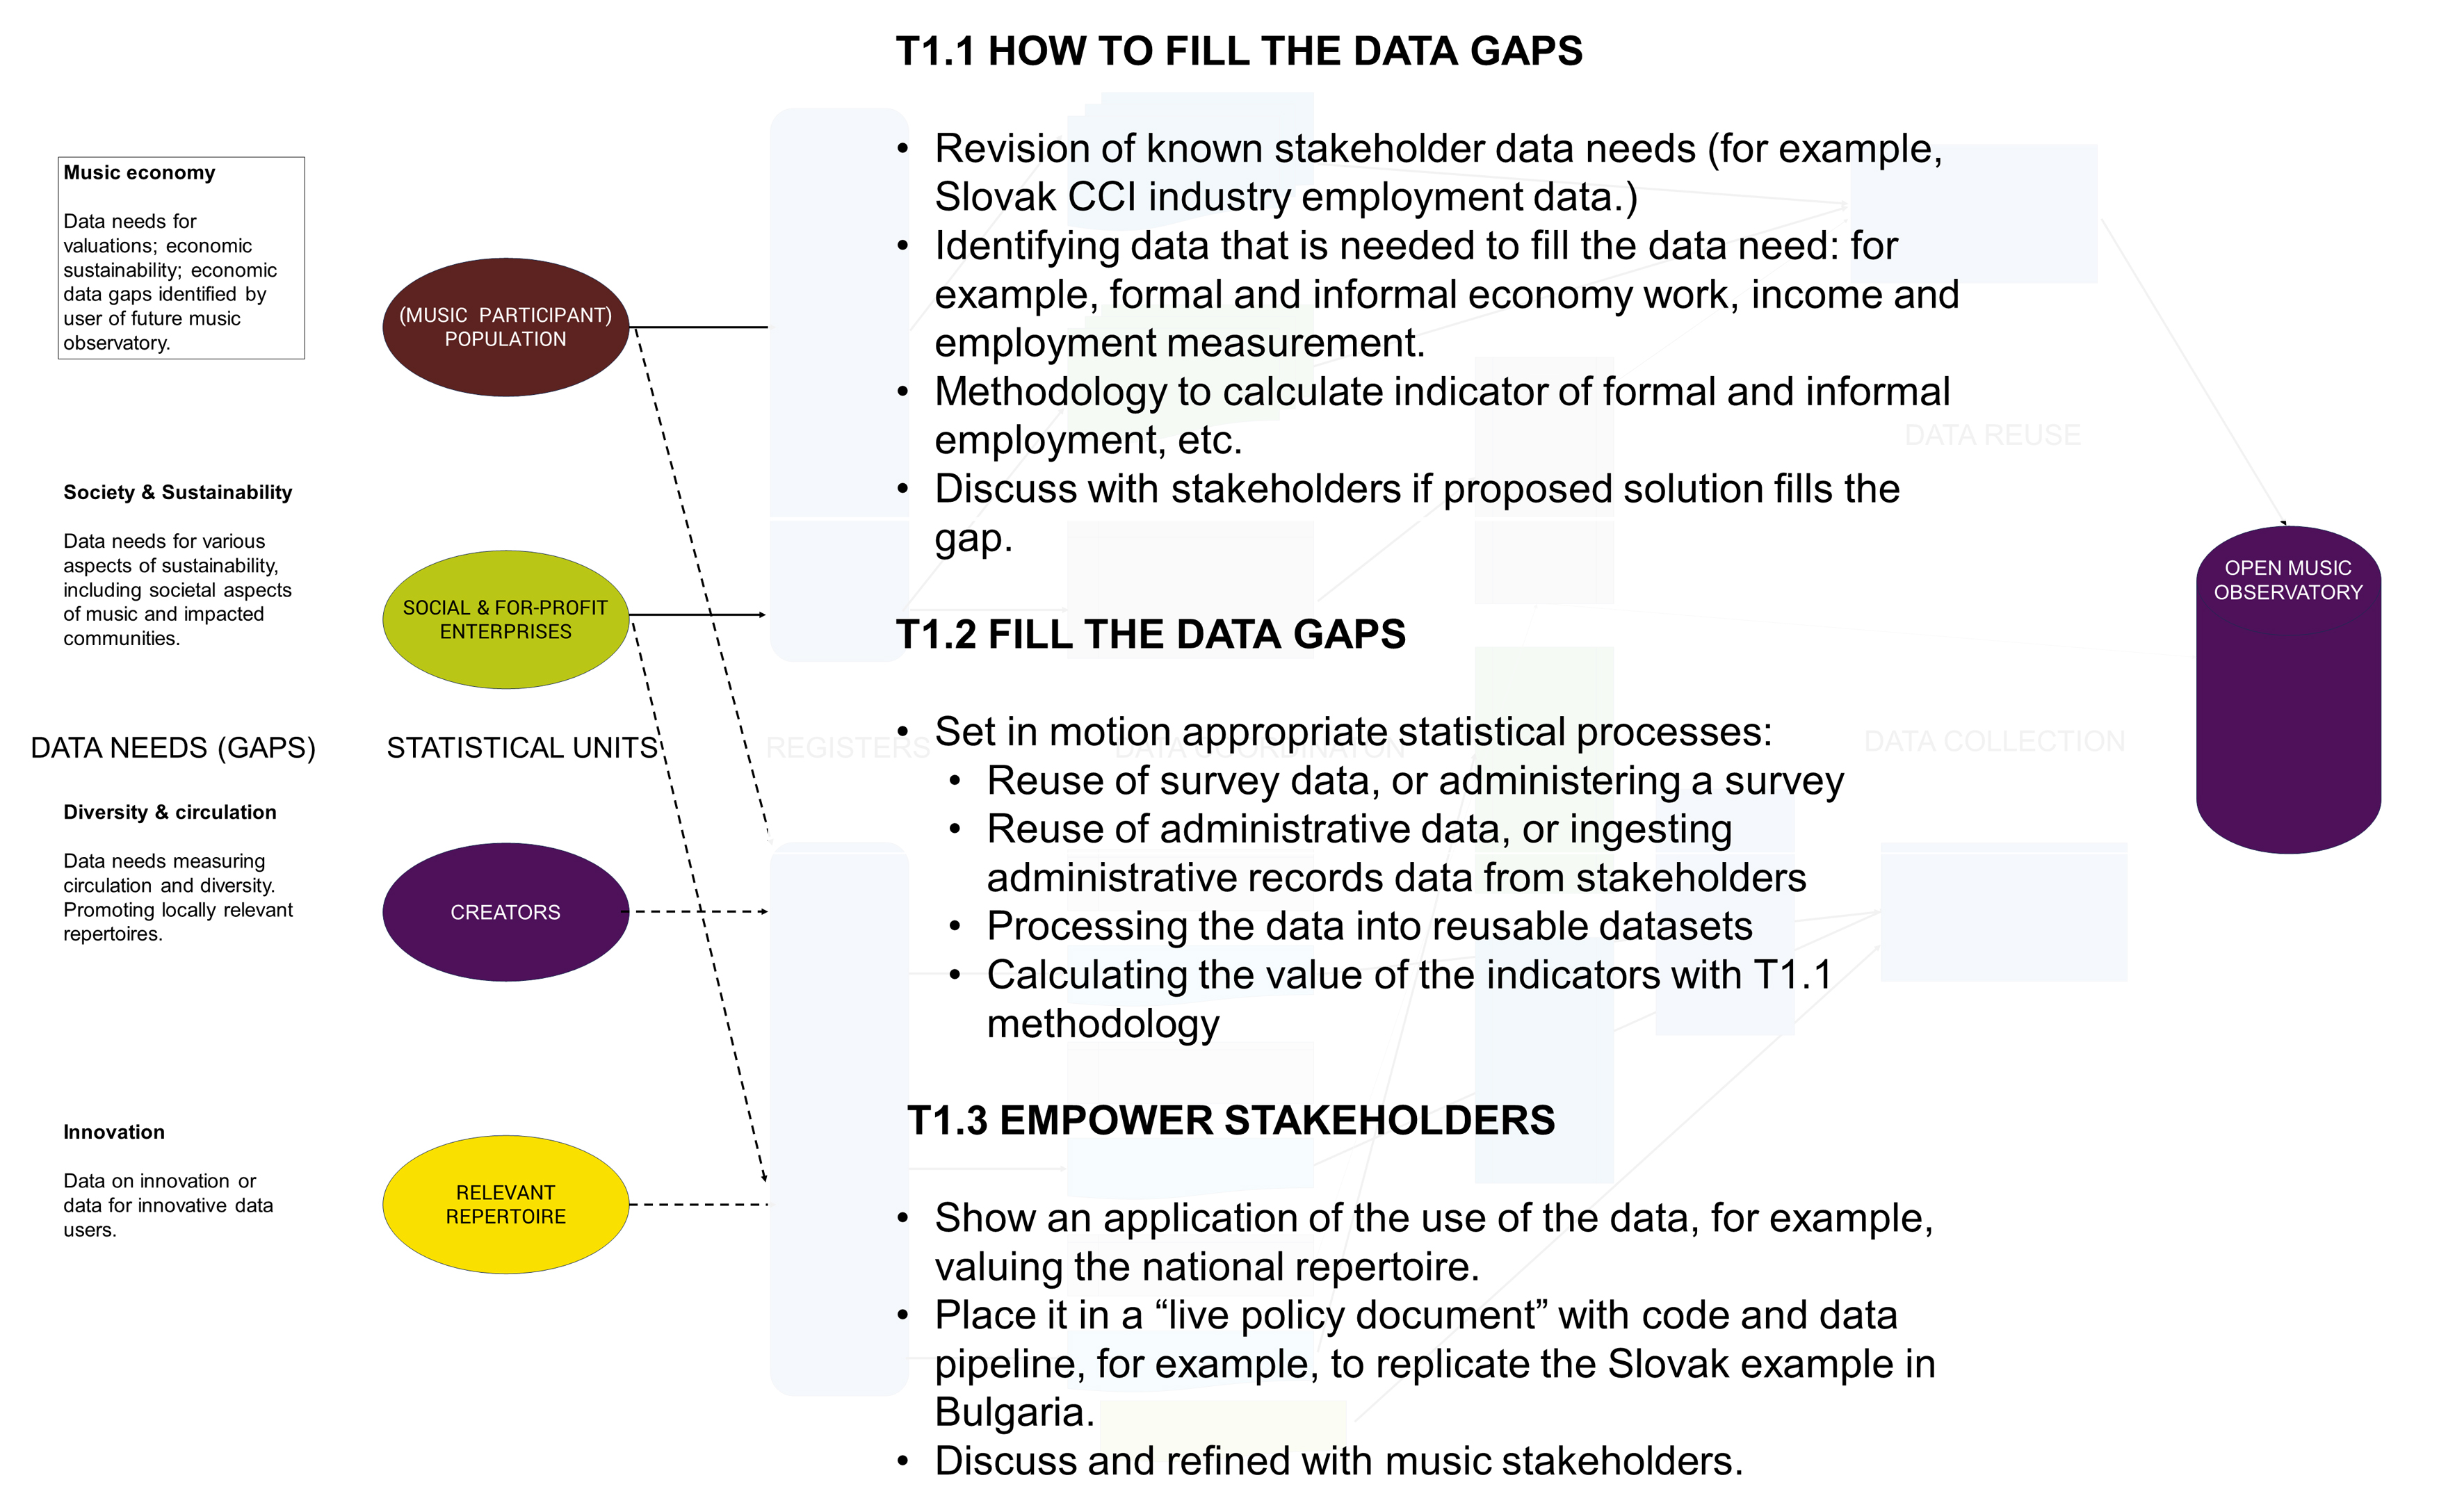 T1.1 HOW TO FILL THE DATA GAPS
• Revision of known stakeholder data needs (for example,
Slovak CCI industry employment data.)
• Identifying data that is needed to fill the data need: for
example, formal and informal economy work, income and
employment measurement.
• Methodology to calculate indicator of formal and informal
employment, etc.
• Discuss with stakeholders if proposed solution fills the
gap.
T1.2 FILL THE DATA GAPS
• Set in motion appropriate statistical processes:
• Reuse of survey data, or administering a survey
• Reuse of administrative data, or ingesting
administrative records data from stakeholders
• Processing the data into reusable datasets
• Calculating the value of the indicators with T1.1
methodology
T1.3 EMPOWER STAKEHOLDERS
• Show an application of the use of the data, for example,
valuing the national repertoire.
• Place it in a “live policy document” with code and data
pipeline, for example, to replicate the Slovak example in
Bulgaria.
• Discuss and refined with music stakeholders.
Music economy
Data needs for
valuations; economic
sustainability; economic
data gaps identified by
user of future music
observatory.
Society & Sustainability
Data needs for various
aspects of sustainability,
including societal aspects
of music and impacted
communities.
DATA NEEDS (GAPS)
Diversity & circulation
Data needs measuring
circulation and diversity.
Promoting locally relevant
repertoires.
Innovation
Data on innovation or
data for innovative data
users.
(MUSIC PARTICIPANT)
POPULATION
SOCIAL & FOR-PROFIT
ENTERPRISES
STATISTICAL UNITS
CREATORS
RELEVANT
REPERTOIRE
REGISTERS
DATA COORDINATON
DATA REUSE
DATA COLLECTION
OPEN MUSIC
OBSERVATORY